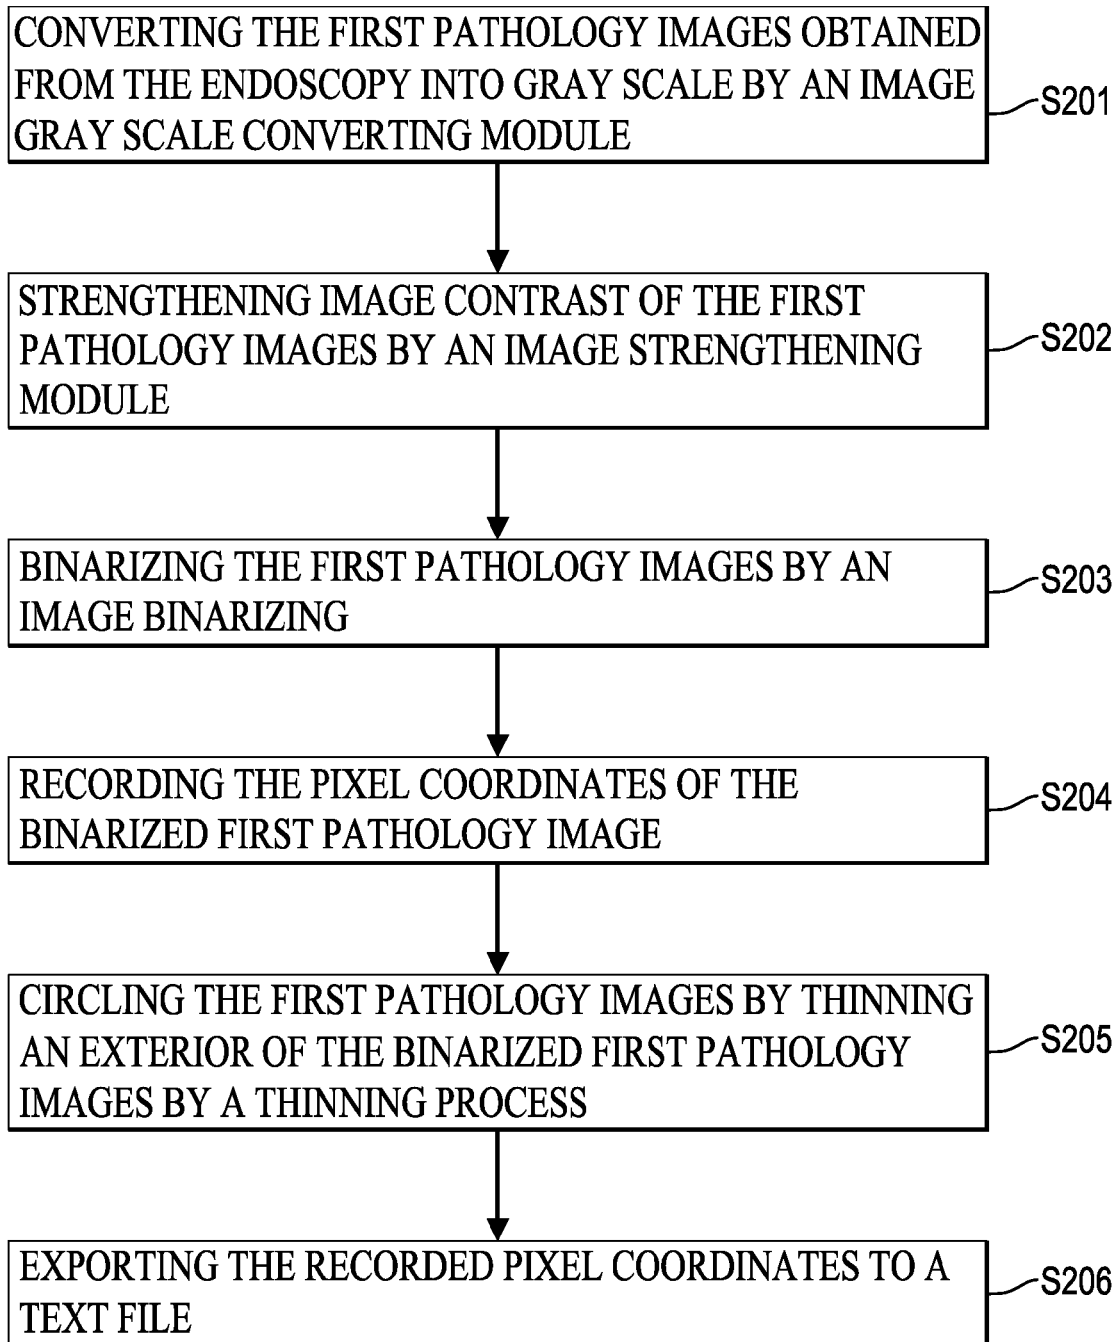 CONVERTING THE FIRST PATHOLOGY IMAGES OBTAINED
FROM THE ENDOSCOPY INTO GRAY SCALE BY AN IMAGE
GRAY SCALE CONVERTING MODULE
S201
STRENGTHENING IMAGE CONTRAST OF THE FIRST
PATHOLOGY IMAGES BY AN IMAGE STRENGTHENING
MODULE
S202
BINARIZING THE FIRST PATHOLOGY IMAGES BY AN
IMAGE BINARIZING
S203
RECORDING THE PIXEL COORDINATES OF THE
BINARIZED FIRST PATHOLOGY IMAGE
S204
CIRCLING THE FIRST PATHOLOGY IMAGES BY THINNING
AN EXTERIOR OF THE BINARIZED FIRST PATHOLOGY
IMAGES BY A THINNING PROCESS
S205
EXPORTING THE RECORDED PIXEL COORDINATES TO A
TEXT FILE
S206